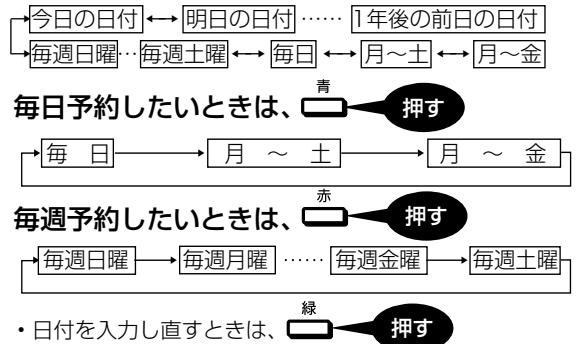 今日の日付 明日の日付 …… 1年後の前日の日付
毎週日曜…毎週土曜 毎日 月～土 月～金
青
毎日予約したいときは、 押す
毎 日 月 ～ 土 月 ～ 金
赤
毎週予約したいときは、 押す
毎週日曜 毎週月曜 …… 毎週金曜 毎週土曜
緑
・日付を入力し直すときは、 押す